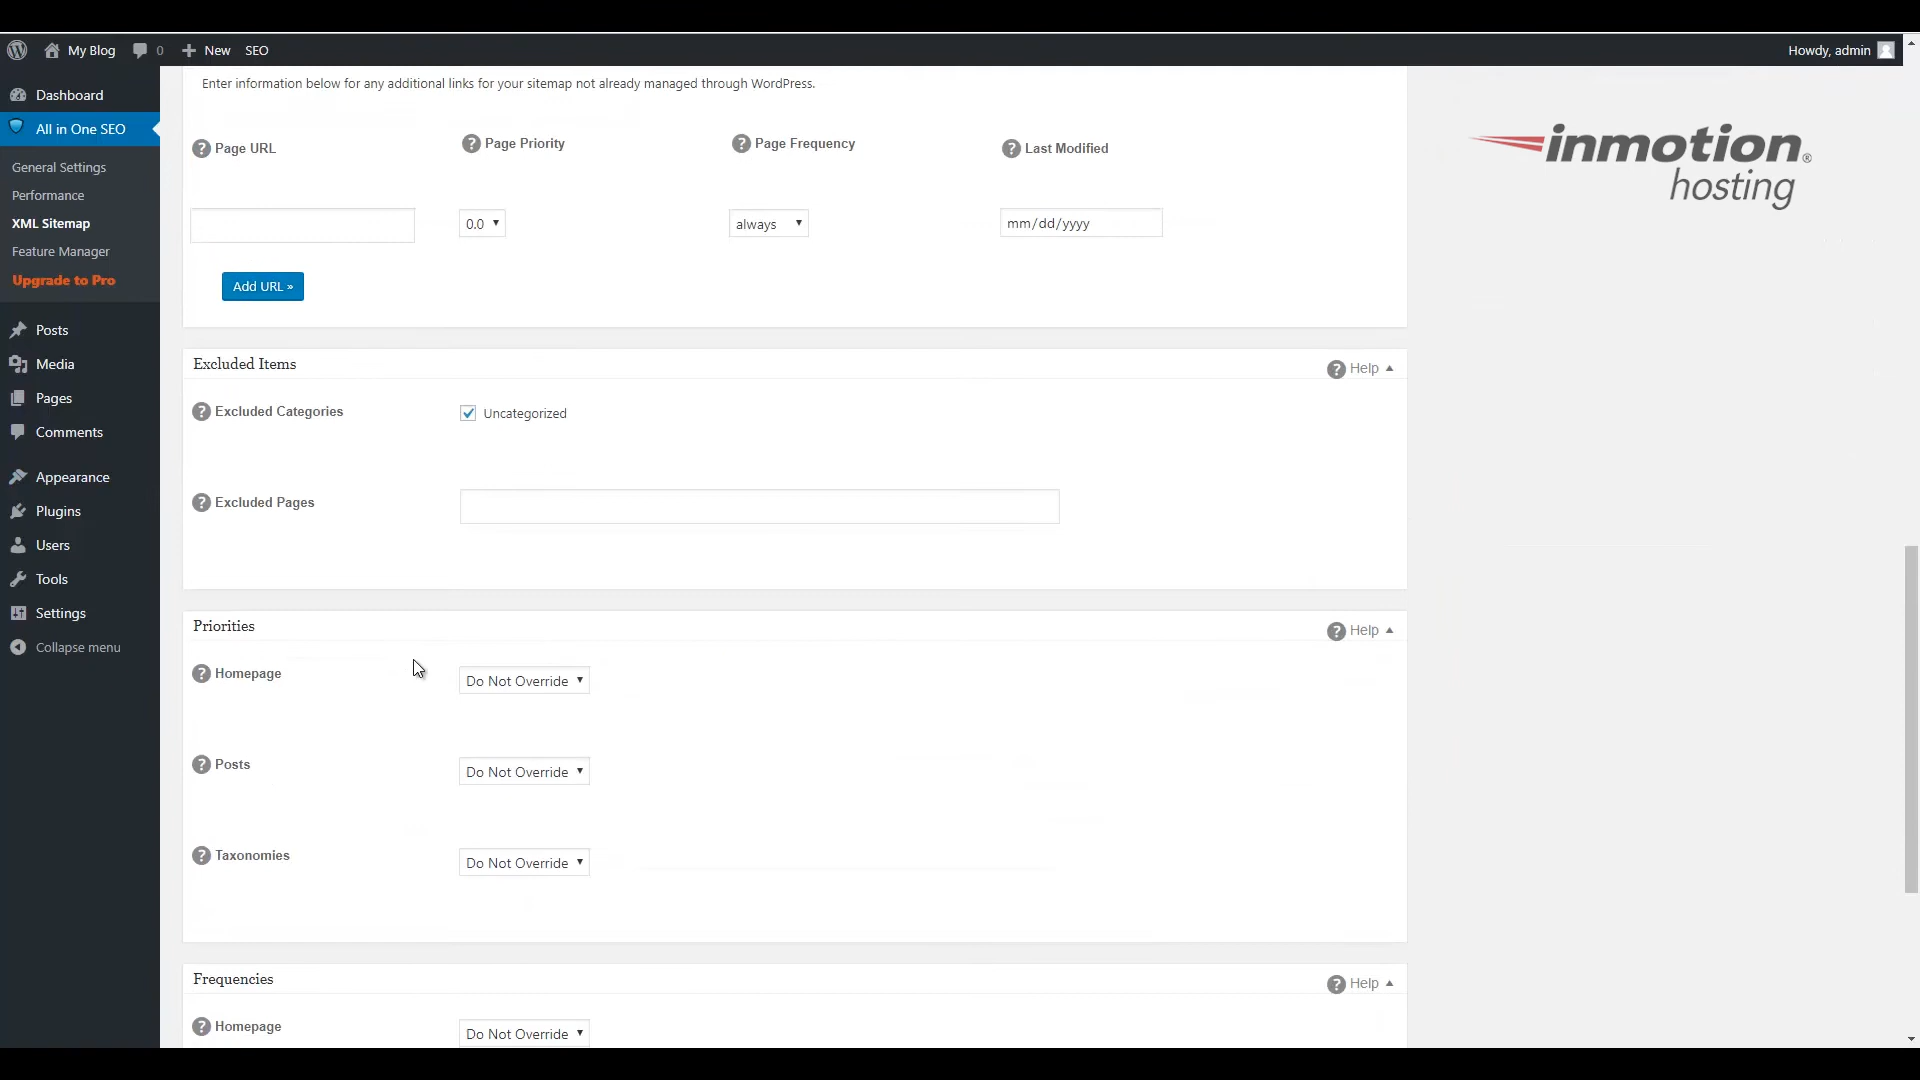 My Blog 0 New SEO
Howdy, admin
Dashboard
All in One SEO
General Settings
Performance
XML Sitemap
Feature Manager
Upgrade to Pro
Posts
Media
Pages
Comments
Appearance
Plugins
Users
Tools
Settings
Collapse menu
Enter information below for any additional links for your sitemap not already managed through WordPress.
? Page URL ? Page Priority ? Page Frequency ? Last Modified
0.0 always mm/dd/yyyy
Add URL »
Excluded Items ? Help
? Excluded Categories Uncategorized
? Excluded Pages
Priorities ? Help
? Homepage Do Not Override
? Posts Do Not Override
? Taxonomies Do Not Override
Frequencies ? Help
? Homepage Do Not Override
inmotion®
hosting